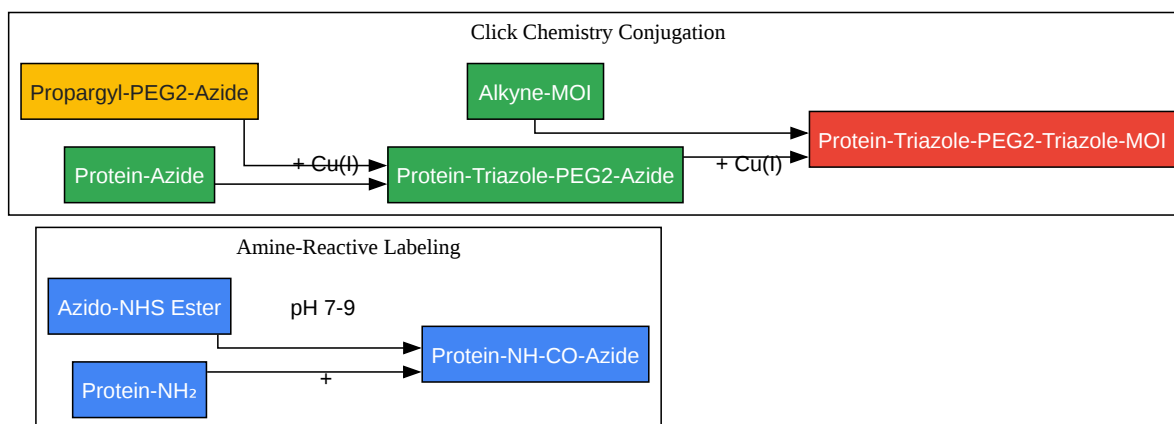 Click Chemistry Conjugation
Propargyl-PEG2-Azide
Alkyne-MOI
Protein-Triazole-PEG2-Triazole-MOI
+ Cu(I)
+ Cu(I)
Protein-Azide
Protein-Triazole-PEG2-Azide
Amine-Reactive Labeling
Azido-NHS Ester
pH 7-9
Protein-NH-CO-Azide
Protein-NH₂
+